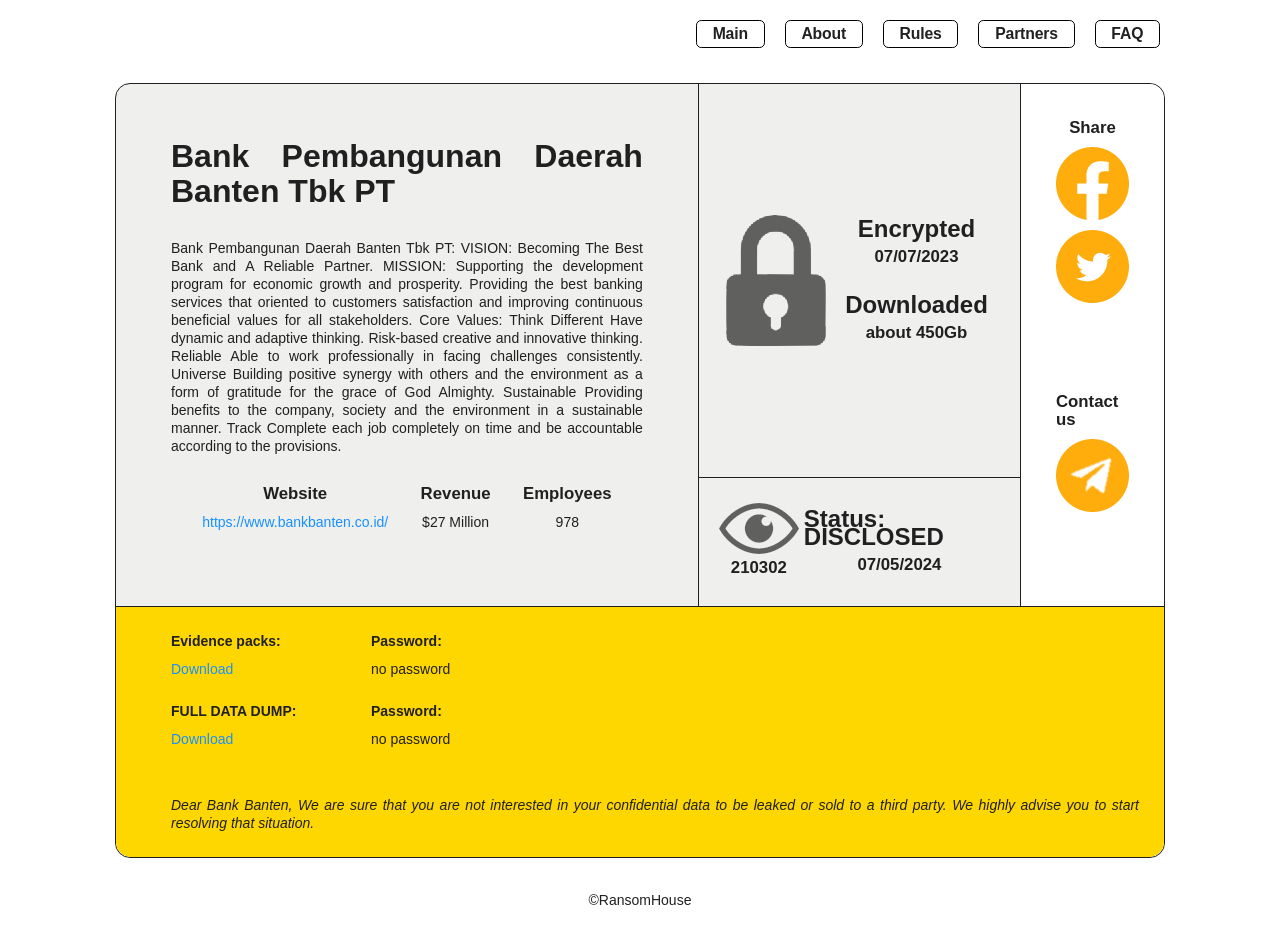 Main About Rules Partners FAQ
Bank Pembangunan Daerah
Banten Tbk PT
Bank Pembangunan Daerah Banten Tbk PT: VISION: Becoming The Best
Bank and A Reliable Partner. MISSION: Supporting the development
program for economic growth and prosperity. Providing the best banking
services that oriented to customers satisfaction and improving continuous
beneficial values for all stakeholders. Core Values: Think Different Have
dynamic and adaptive thinking. Risk-based creative and innovative thinking.
Reliable Able to work professionally in facing challenges consistently.
Universe Building positive synergy with others and the environment as a
form of gratitude for the grace of God Almighty. Sustainable Providing
benefits to the company, society and the environment in a sustainable
manner. Track Complete each job completely on time and be accountable
according to the provisions.
Website Revenue Employees
https://www.bankbanten.co.id/ $27 Million 978
Encrypted
07/07/2023
Downloaded
about 450Gb
Status:
DISCLOSED
210302 07/05/2024
Share
Contact
us
Evidence packs: Password:
Download no password
FULL DATA DUMP: Password:
Download no password
Dear Bank Banten, We are sure that you are not interested in your confidential data to be leaked or sold to a third party. We highly advise you to start
resolving that situation.
©RansomHouse